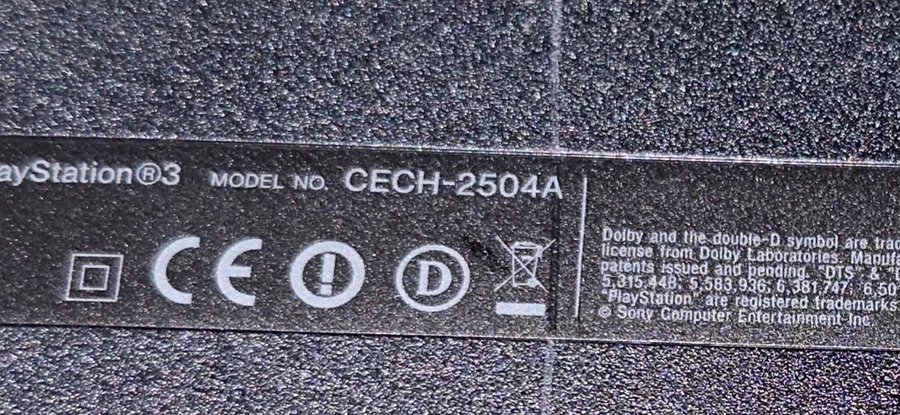 ayStation®3 MODEL NO. CECH-2504A
CE D
Dolby and the double-D symbol are trad
license from Dolby Laboratories. Manufa
patents issued and pending. "DTS" & "
5,315,448; 5,583,936; 6,381,747; 6,50
"PlayStation" are registered trademarks
© Sony Computer Entertainment Inc.